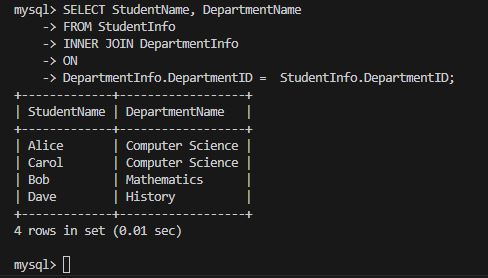 mysql> SELECT StudentName, DepartmentName
    -> FROM StudentInfo
    -> INNER JOIN DepartmentInfo
    -> ON
    -> DepartmentInfo.DepartmentID =  StudentInfo.DepartmentID;
+-------------+------------------+
| StudentName | DepartmentName   |
+-------------+------------------+
| Alice       | Computer Science |
| Carol       | Computer Science |
| Bob         | Mathematics      |
| Dave        | History          |
+-------------+------------------+
4 rows in set (0.01 sec)
mysql>